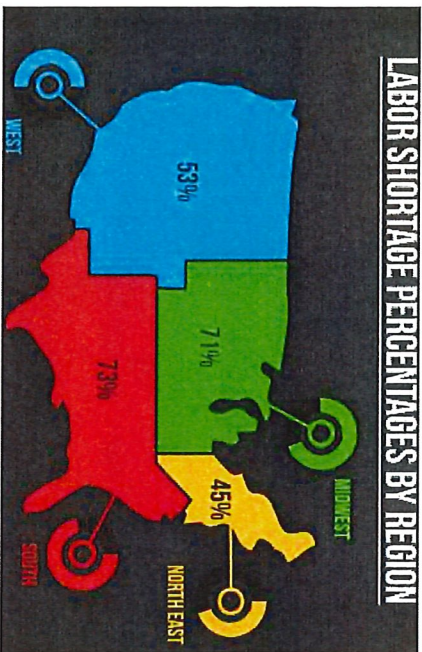 LABOR SHORTAGE PERCENTAGES BY REGION
MIDWEST
53%
71%
45%
73%
NORTH EAST
WEST
SOUTH